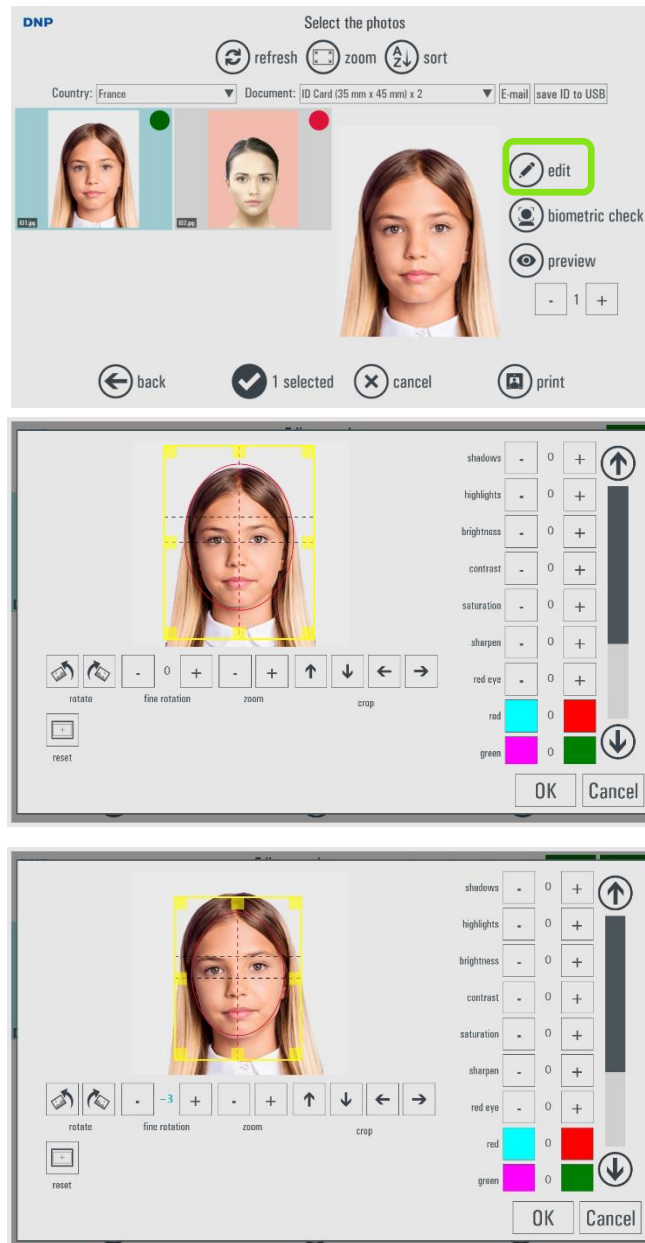 DNP
Select the photos
refresh zoom A Z sort
Country: France Document: ID Card (35 mm x 45 mm) x 2 E-mail save ID to USB
ID1.jpg ID2.jpg
edit
biometric check
preview
- 1 +
back 1 selected cancel print
shadows - 0 +
highlights - 0 +
brightness - 0 +
contrast - 0 +
saturation - 0 +
sharpen - 0 +
red eye - 0 +
red 0
green 0
- 0 + - +
rotate fine rotation zoom crop
reset
OK Cancel
shadows - 0 +
highlights - 0 +
brightness - 0 +
contrast - 0 +
saturation - 0 +
sharpen - 0 +
red eye - 0 +
red 0
green 0
- -3 + - +
rotate fine rotation zoom crop
reset
OK Cancel